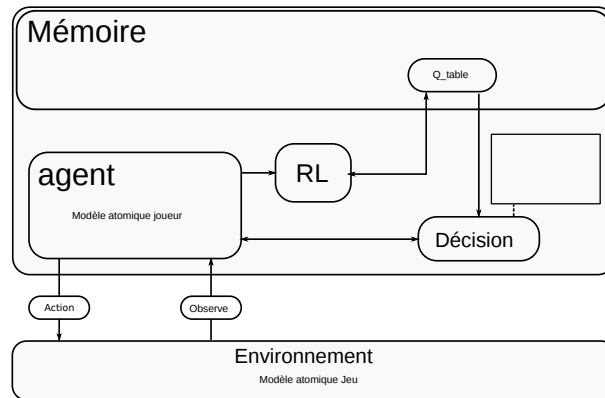 Mémoire
Q_table
agent
RL
Modèle atomique joueur
Décision
Action
Observe
Environnement
Modèle atomique Jeu